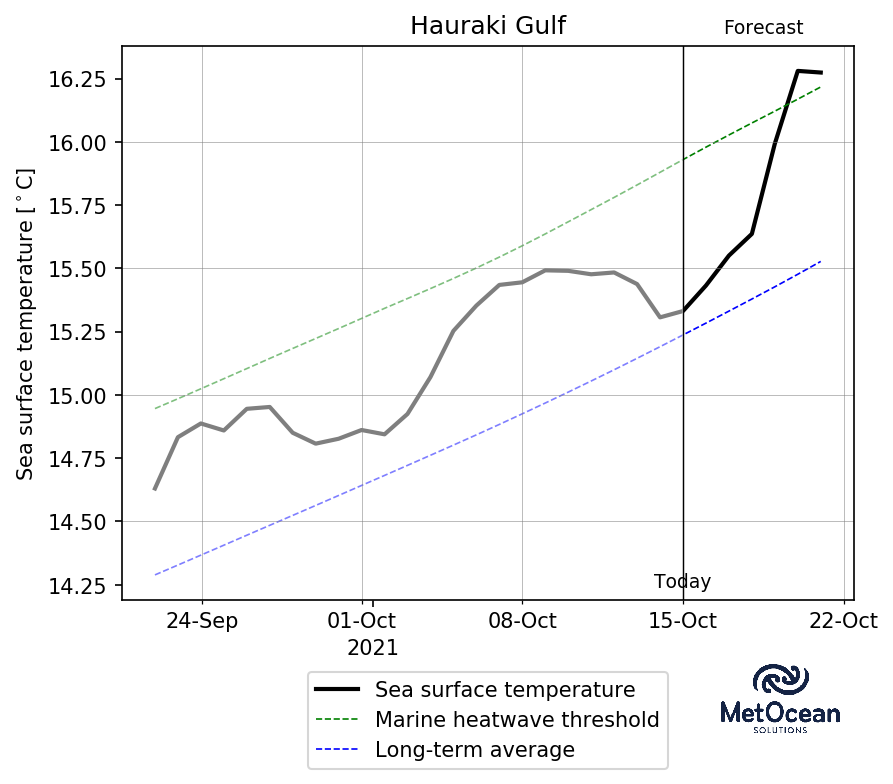 Hauraki Gulf
Forecast
Sea surface temperature [°C]
16.25
16.00
15.75
15.50
15.25
15.00
14.75
14.50
14.25
Today
24-Sep 01-Oct 08-Oct 15-Oct 22-Oct
2021
Sea surface temperature
Marine heatwave threshold
Long-term average
MetOcean
SOLUTIONS